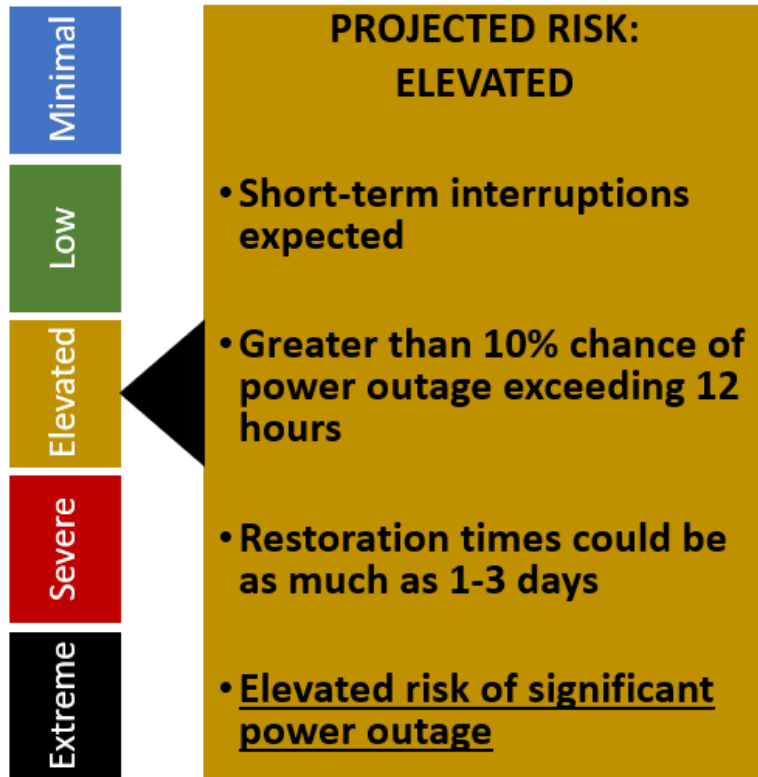 Minimal
Low
Elevated
Severe
Extreme
PROJECTED RISK:
ELEVATED
• Short-term interruptions
expected
• Greater than 10% chance of
power outage exceeding 12
hours
• Restoration times could be
as much as 1-3 days
• Elevated risk of significant
power outage